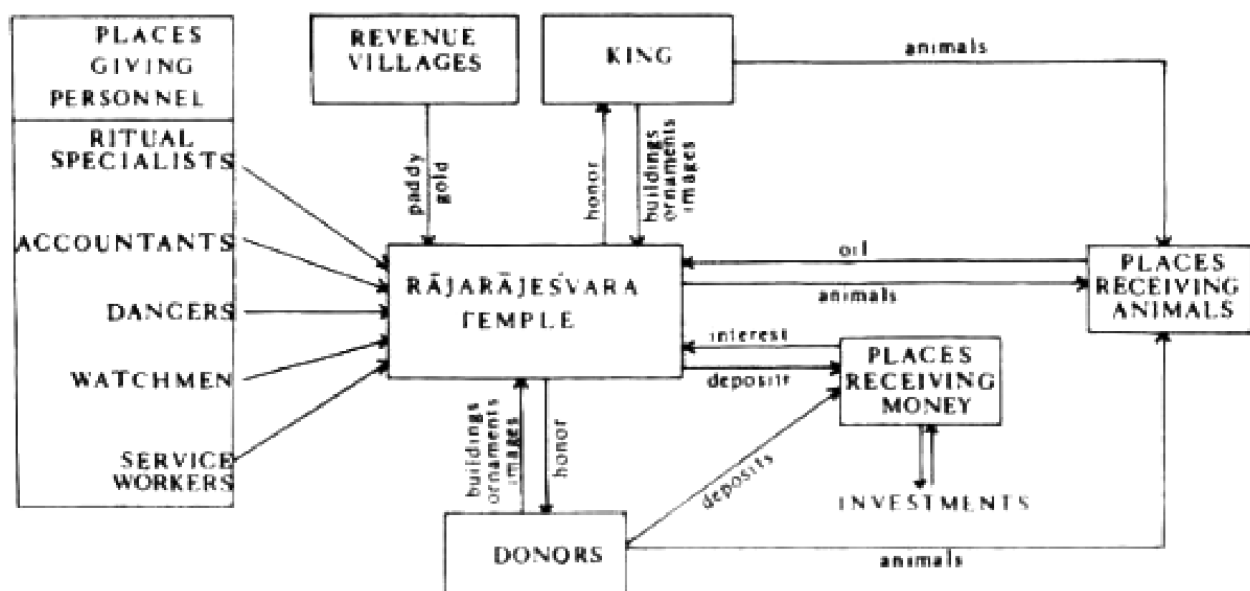 PLACES
GIVING
PERSONNEL
RITUAL
SPECIALISTS
ACCOUNTANTS
DANCERS
WATCHMEN
SERVICE
WORKERS
REVENUE
VILLAGES
KING
animals
paddy
gold
honor
buildings
ornaments
images
RĀJARĀJEŚVARA
TEMPLE
oil
animals
PLACES
RECEIVING
ANIMALS
interest
deposits
PLACES
RECEIVING
MONEY
buildings
ornaments
images
honor
deposits
INVESTMENTS
DONORS
animals